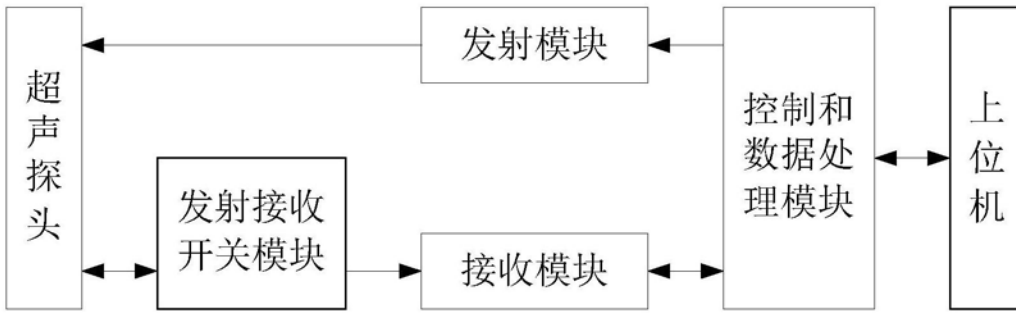 超声探头
发射模块
发射接收
开关模块
接收模块
控制和
数据处
理模块
上位机